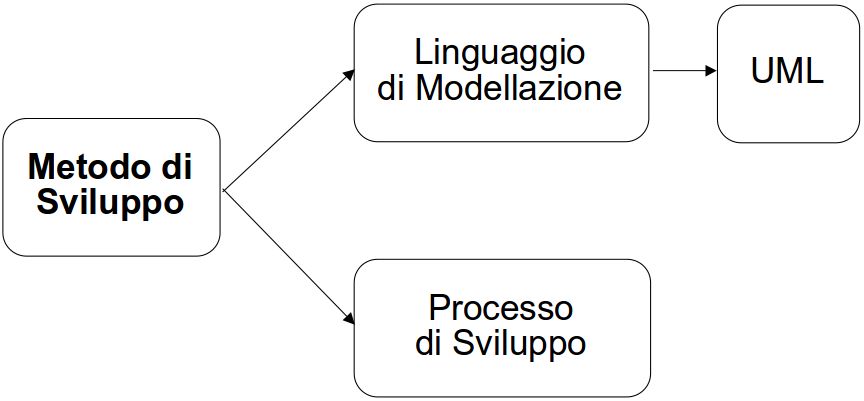 Linguaggio
di Modellazione
UML
Metodo di
Sviluppo
Processo
di Sviluppo